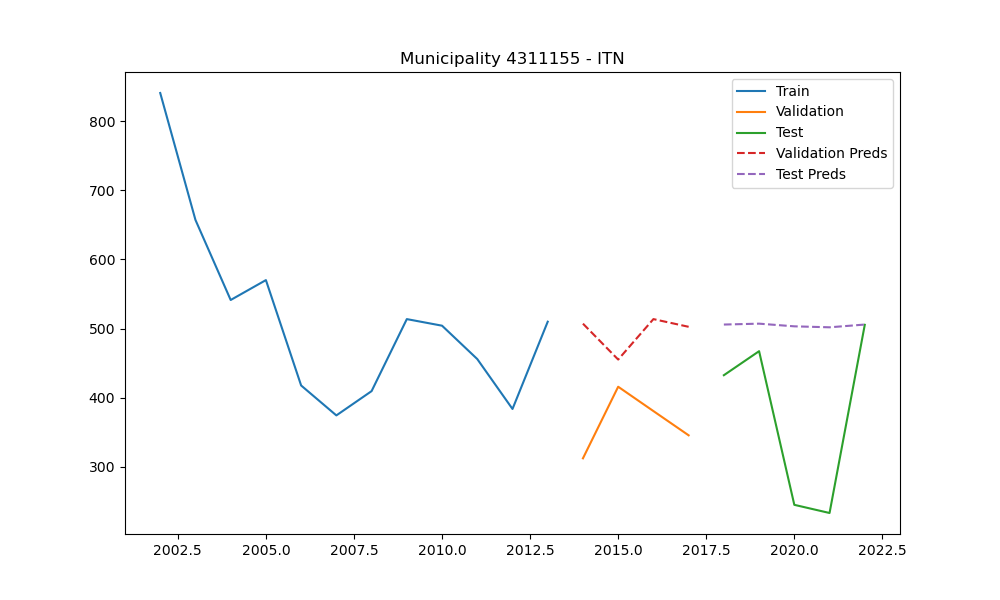 Municipality 4311155 - ITN
Train
Validation
Test
Validation Preds
Test Preds
800
700
600
500
400
300
2002.5 2005.0 2007.5 2010.0 2012.5 2015.0 2017.5 2020.0 2022.5